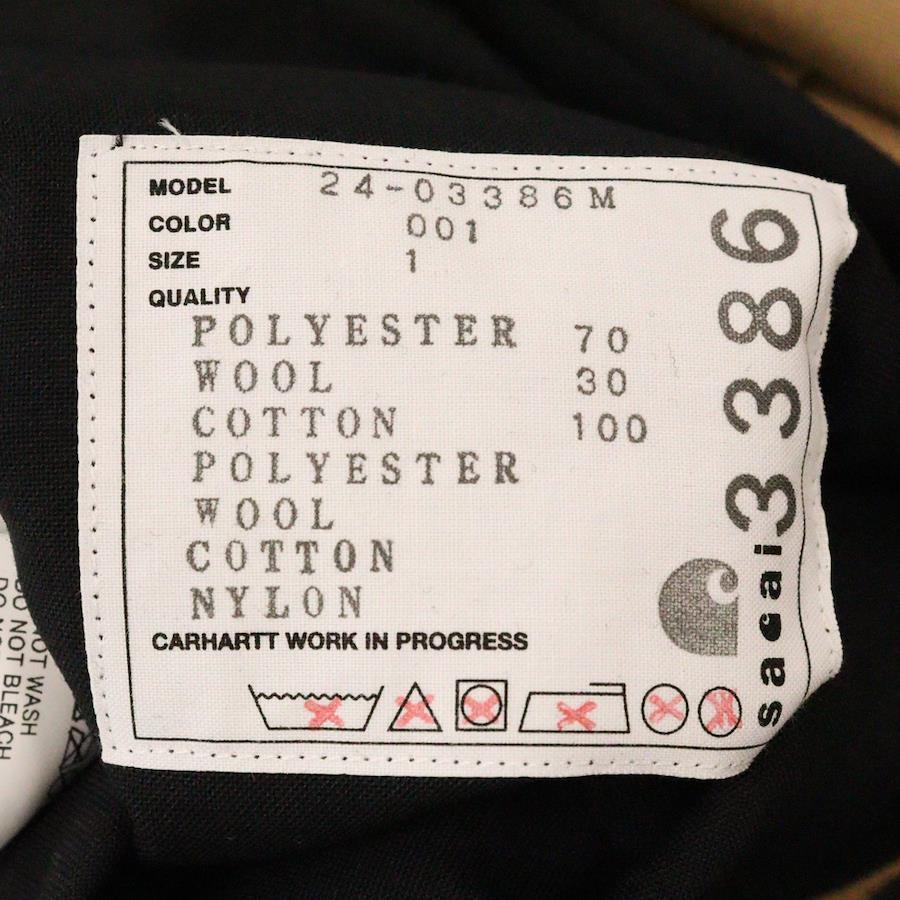 MODEL 24-03386M
COLOR 001
SIZE 1
QUALITY
POLYESTER 70
WOOL 30
COTTON 100
POLYESTER
WOOL
COTTON
NYLON
CARHARTT WORK IN PROGRESS
sacai 3386
NOT WASH
DO NOT BLEACH